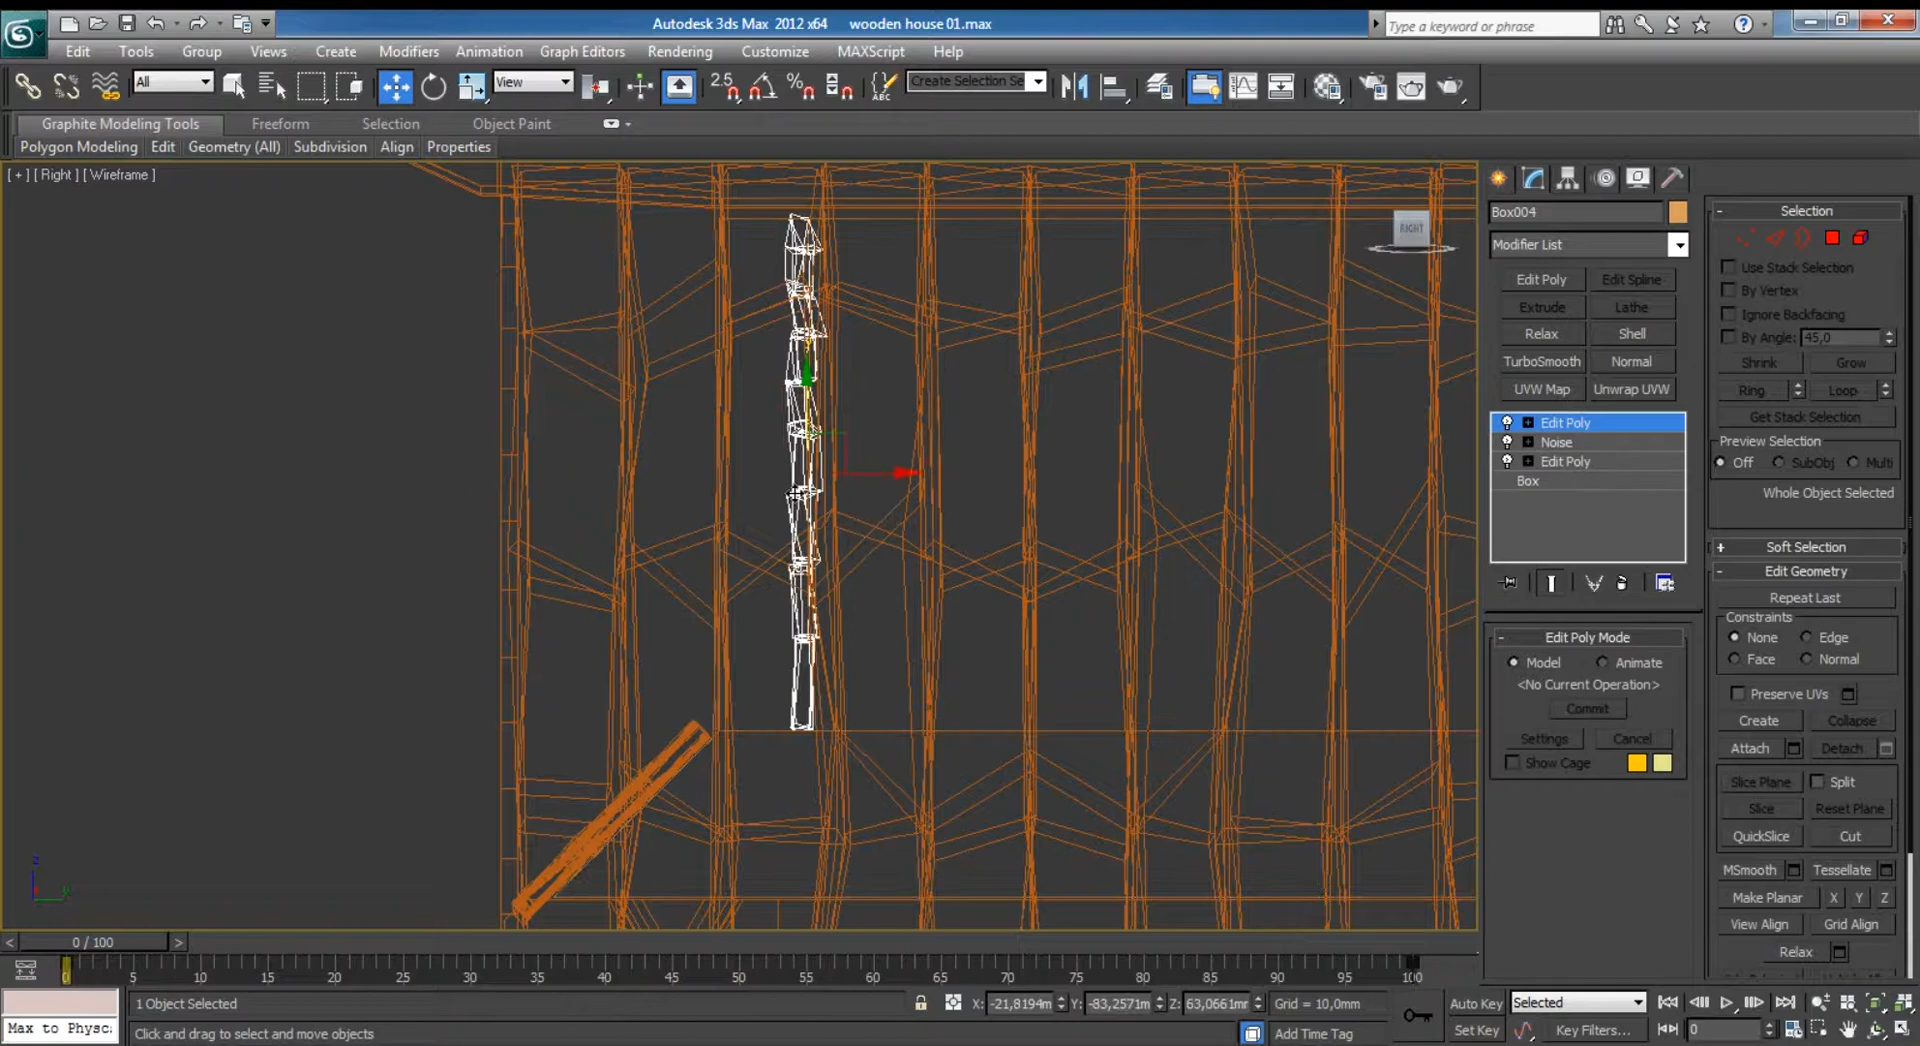 Autodesk 3ds Max 2012 x64 wooden house 01.max
Type a keyword or phrase
Edit Tools Group Views Create Modifiers Animation Graph Editors Rendering Customize MAXScript Help
All View 2.5 % ABC Create Selection Se
Graphite Modeling Tools Freeform Selection Object Paint
Polygon Modeling Edit Geometry (All) Subdivision Align Properties
[ + ] [ Right ] [ Wireframe ]
RIGHT
Box004
Modifier List
Edit Poly Edit Spline
Extrude Lathe
Relax Shell
TurboSmooth Normal
UVW Map Unwrap UVW
Edit Poly
Noise
Edit Poly
Box
- Edit Poly Mode
Model Animate
<No Current Operation>
Commit
Settings Cancel
Show Cage
- Selection
Use Stack Selection
By Vertex
Ignore Backfacing
By Angle: 45,0
Shrink Grow
Ring Loop
Get Stack Selection
Preview Selection
Off SubObj Multi
Whole Object Selected
+ Soft Selection
- Edit Geometry
Repeat Last
Constraints
None Edge
Face Normal
Preserve UVs
Create Collapse
Attach Detach
Slice Plane Split
Slice Reset Plane
QuickSlice Cut
MSmooth Tessellate
Make Planar X Y Z
View Align Grid Align
Relax
z
< 0 / 100 >
0 5 10 15 20 25 30 35 40 45 50 55 60 65 70 75 80 85 90 95 100
1 Object Selected X: -21,8194m Y: -83,2571m Z: 63,0661mr Grid = 10,0mm Auto Key Selected
Max to Physc: Click and drag to select and move objects Add Time Tag Set Key Key Filters... 0